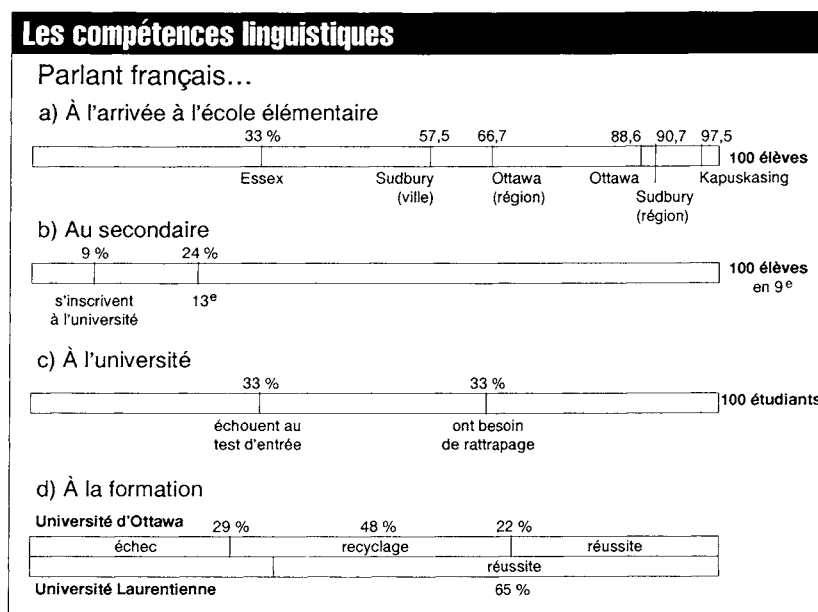 Les compétences linguistiques
Parlant français...
a) À l'arrivée à l'école élémentaire
33 % 57,5 66,7 88,6 90,7 97,5
100 élèves
Essex Sudbury Ottawa Ottawa Kapuskasing
(ville) (région) Sudbury
(région)
b) Au secondaire
9 % 24 %
100 élèves
en 9e
s'inscrivent 13e
à l'université
c) À l'université
33 % 33 %
100 étudiants
échouent au ont besoin
test d'entrée de rattrapage
d) À la formation
Université d'Ottawa 29 % 48 % 22 %
échec recyclage réussite
réussite
Université Laurentienne 65 %